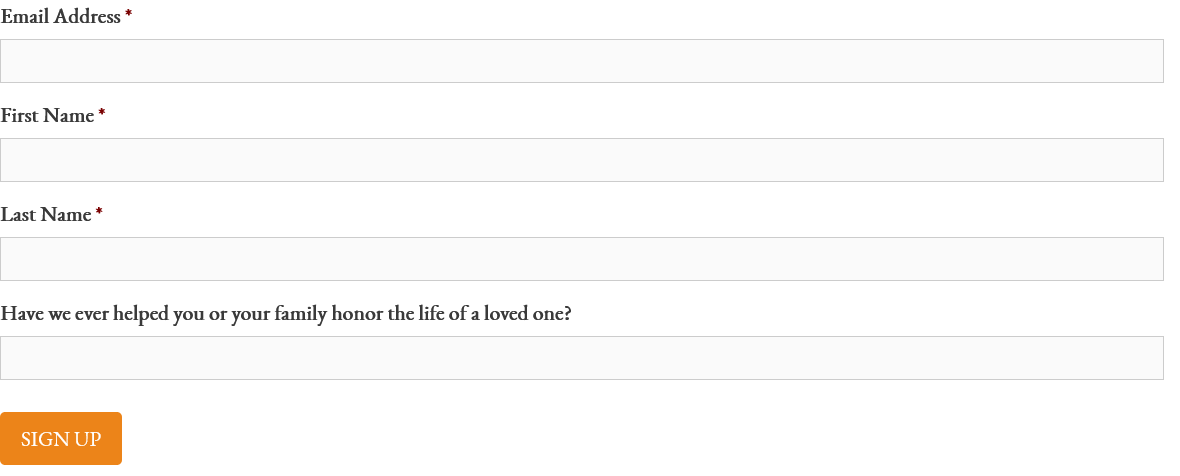 Email Address *
First Name *
Last Name *
Have we ever helped you or your family honor the life of a loved one?
SIGN UP